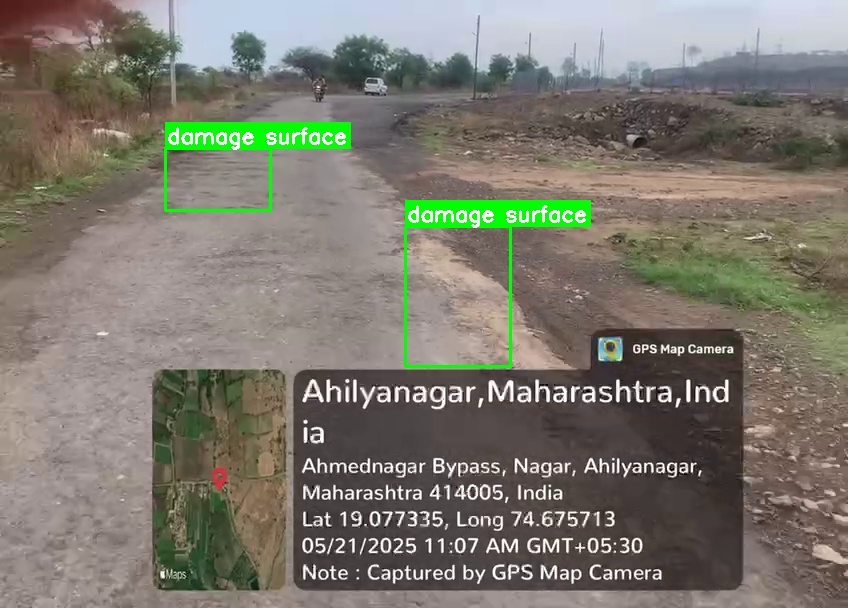 damage surface
damage surface
GPS Map Camera
Ahilyanagar,Maharashtra,Ind
ia
Ahmednagar Bypass, Nagar, Ahilyanagar,
Maharashtra 414005, India
Lat 19.077335, Long 74.675713
05/21/2025 11:07 AM GMT+05:30
Note : Captured by GPS Map Camera
Maps